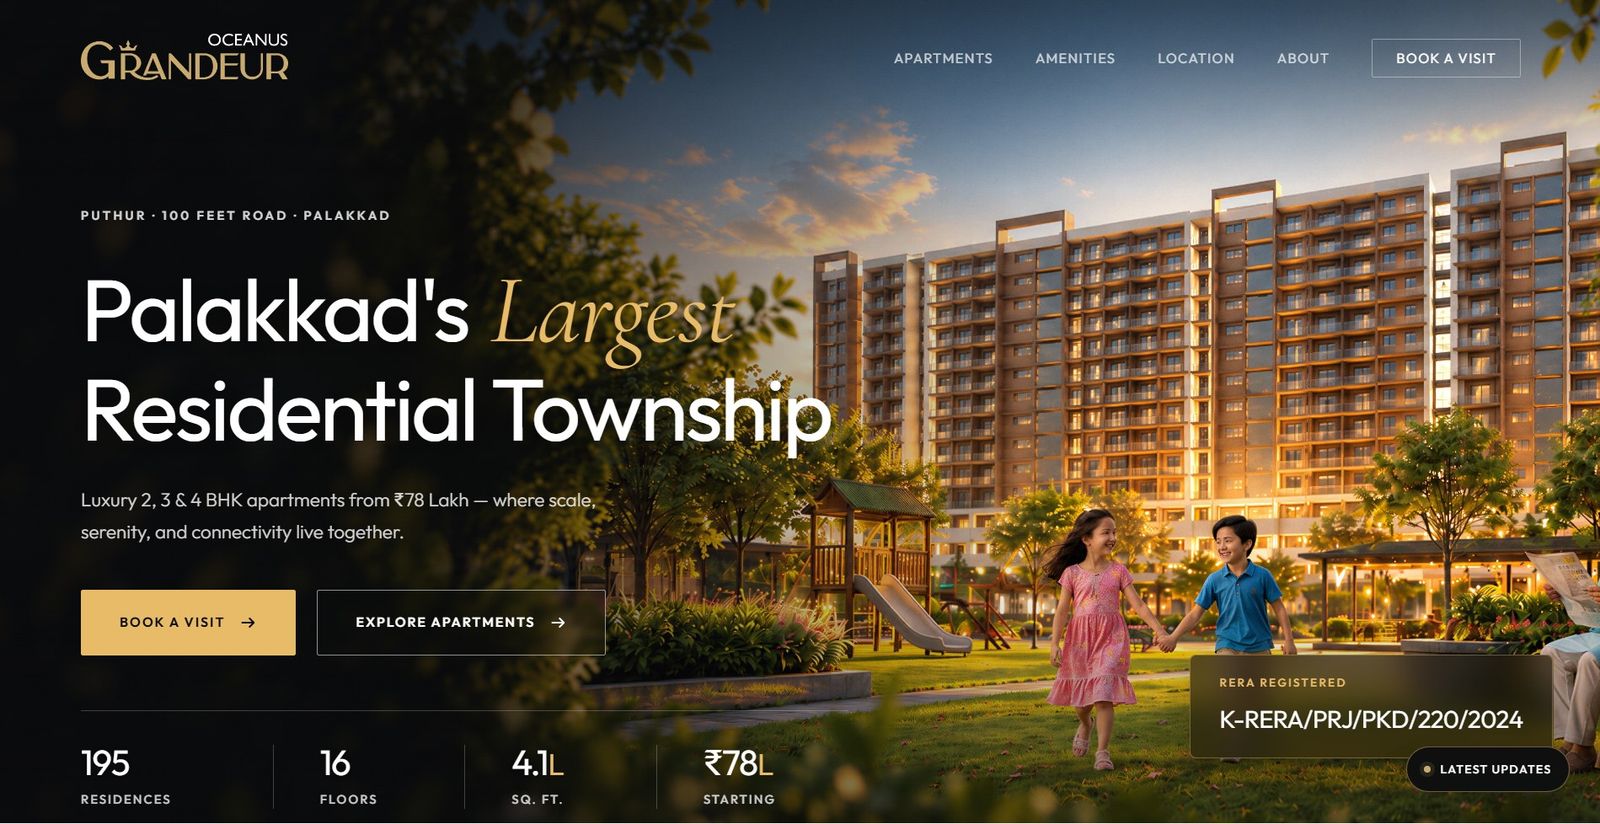 OCEANUS
GRANDEUR
APARTMENTS
AMENITIES
LOCATION
ABOUT
BOOK A VISIT
PUTHUR · 100 FEET ROAD · PALAKKAD
Palakkad's Largest
Residential Township
Luxury 2, 3 & 4 BHK apartments from ₹78 Lakh — where scale,
serenity, and connectivity live together.
BOOK A VISIT →
EXPLORE APARTMENTS →
195
RESIDENCES
16
FLOORS
4.1L
SQ. FT.
₹78L
STARTING
RERA REGISTERED
K-RERA/PRJ/PKD/220/2024
LATEST UPDATES